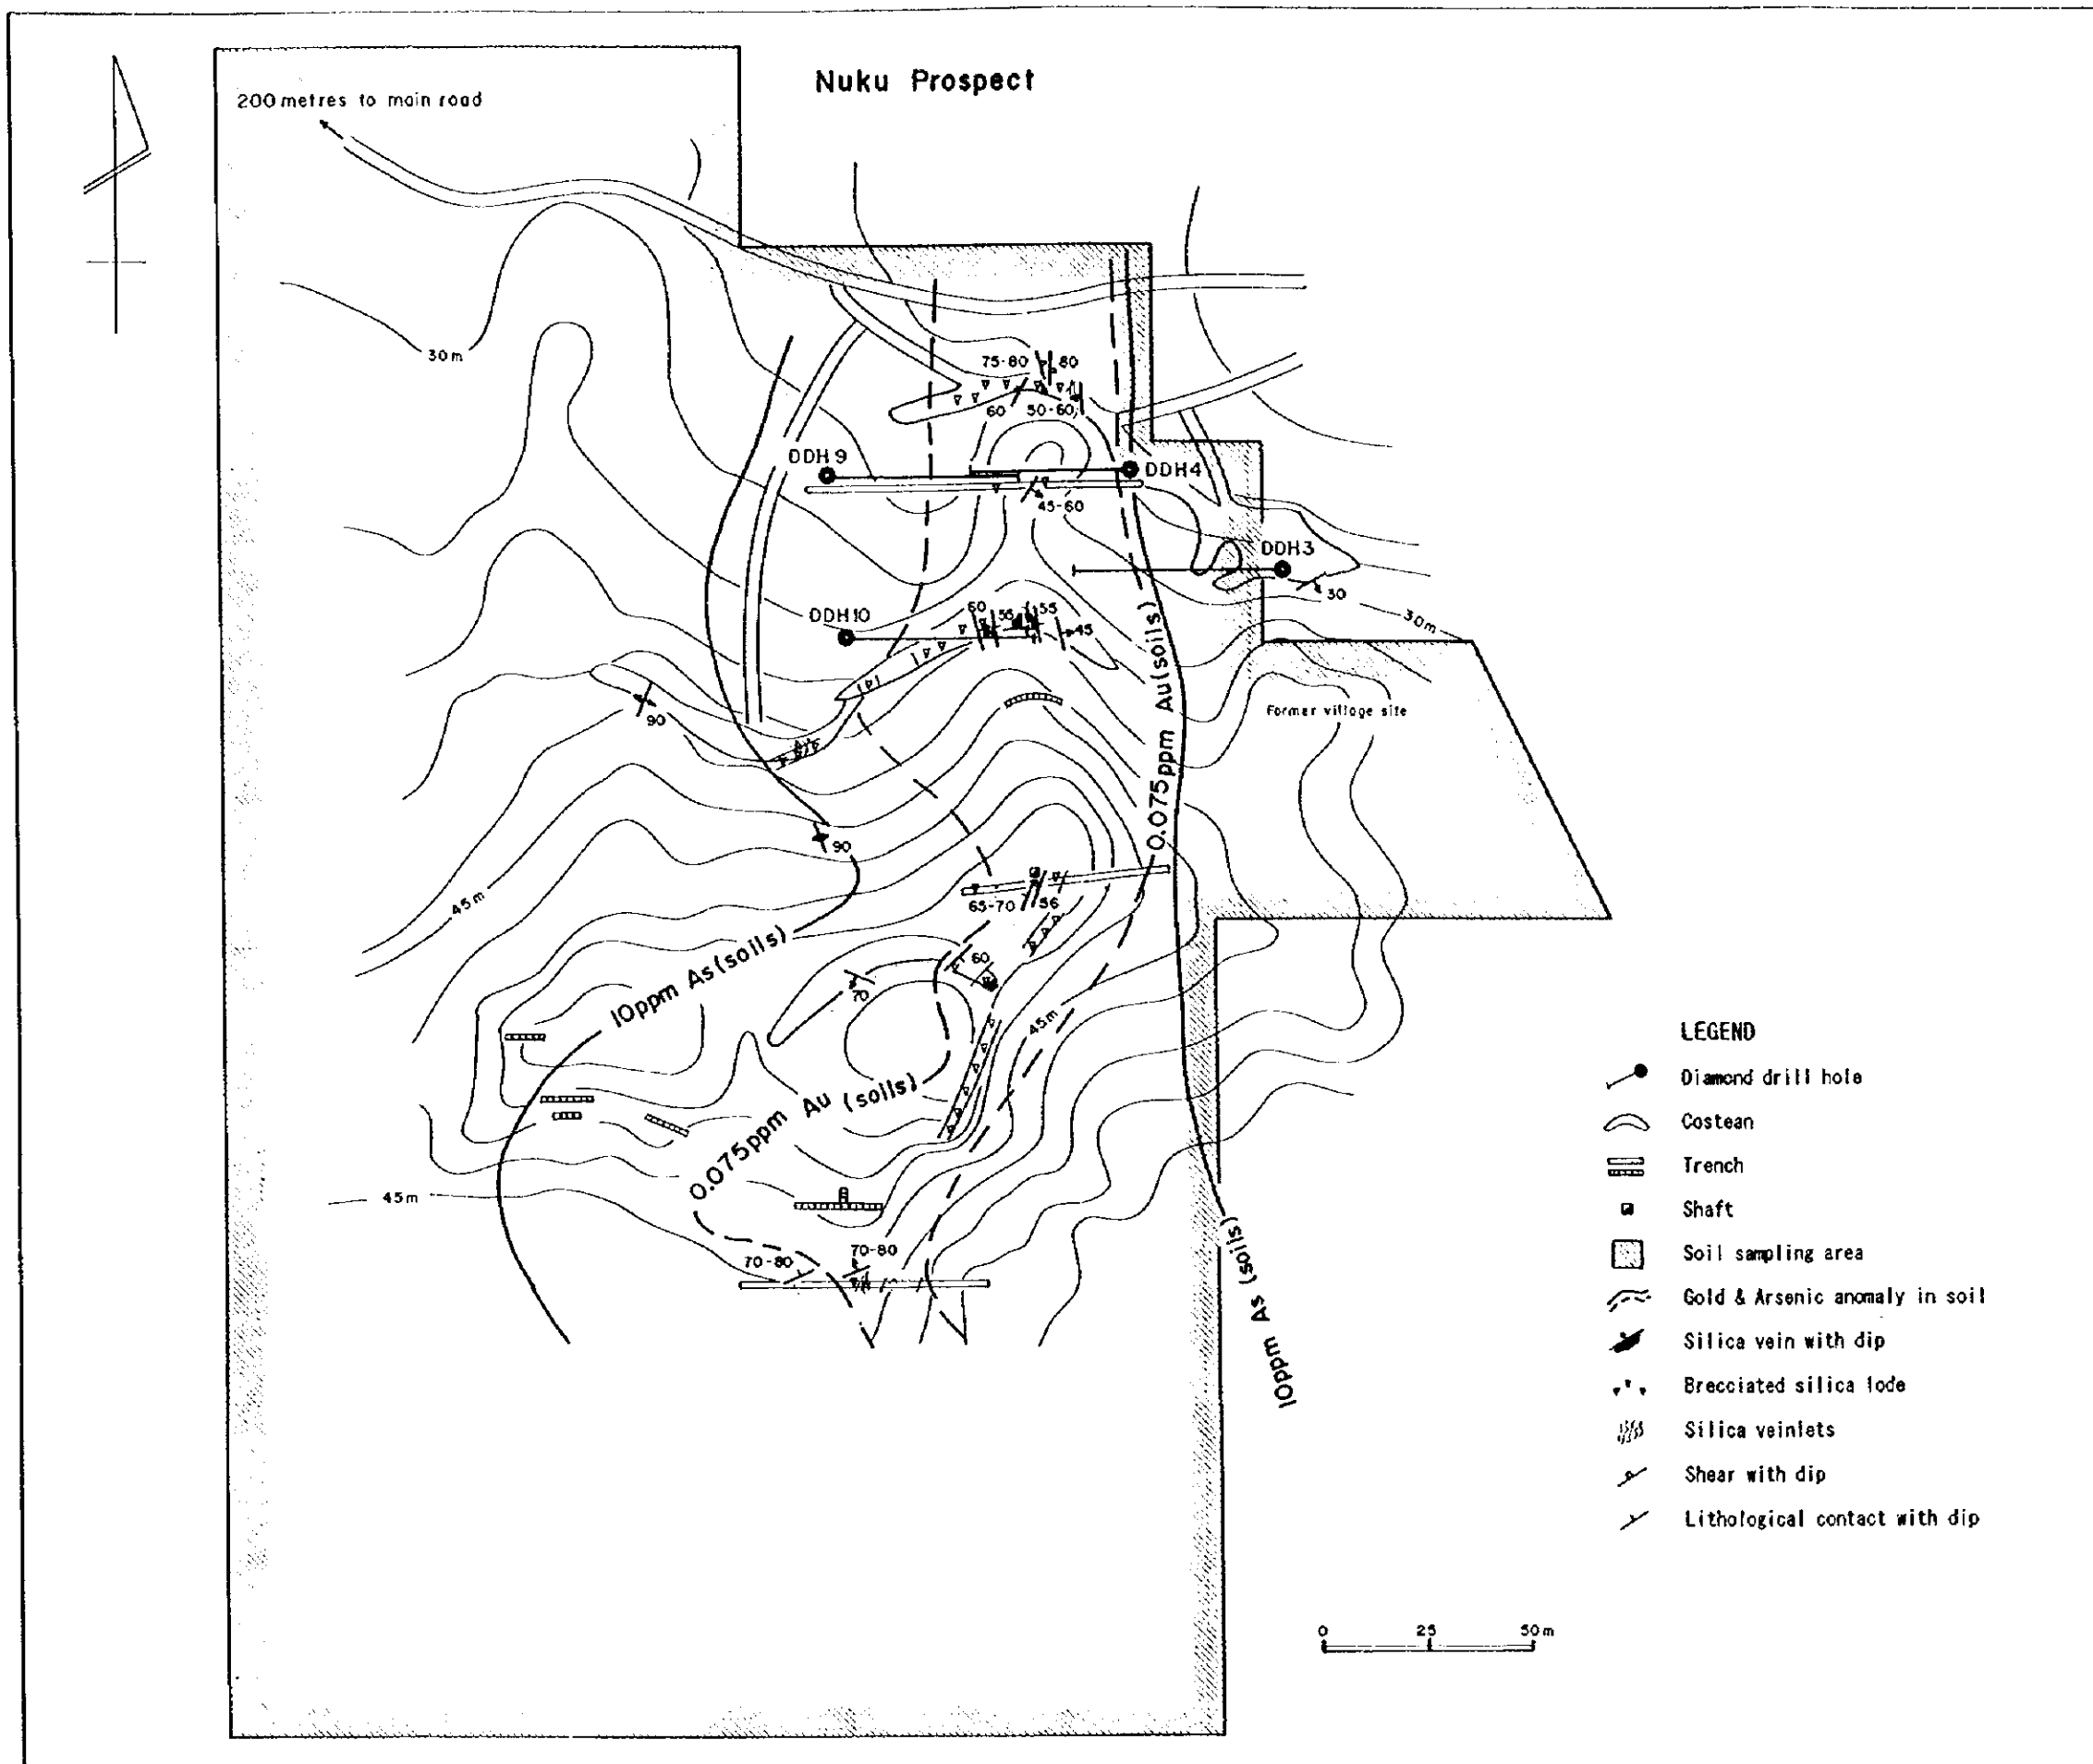 Nuku Prospect
200 metres to main road
30m
75-80
80
60
50-60
DDH 9
DDH4
45-60
DDH3
30
DDH10
60
55
55
45
30m
90
Former village site
0.075ppm Au(soils)
90
45m
65-70
56
10ppm As(soils)
60
70
45m
0.075ppm Au (soils)
45m
70-80
70-80
10ppm As (soils)
LEGEND
Diamond drill hole
Costean
Trench
Shaft
Soil sampling area
Gold & Arsenic anomaly in soil
Silica vein with dip
Brecciated silica lode
Silica veinlets
Shear with dip
Lithological contact with dip
0 25 50m